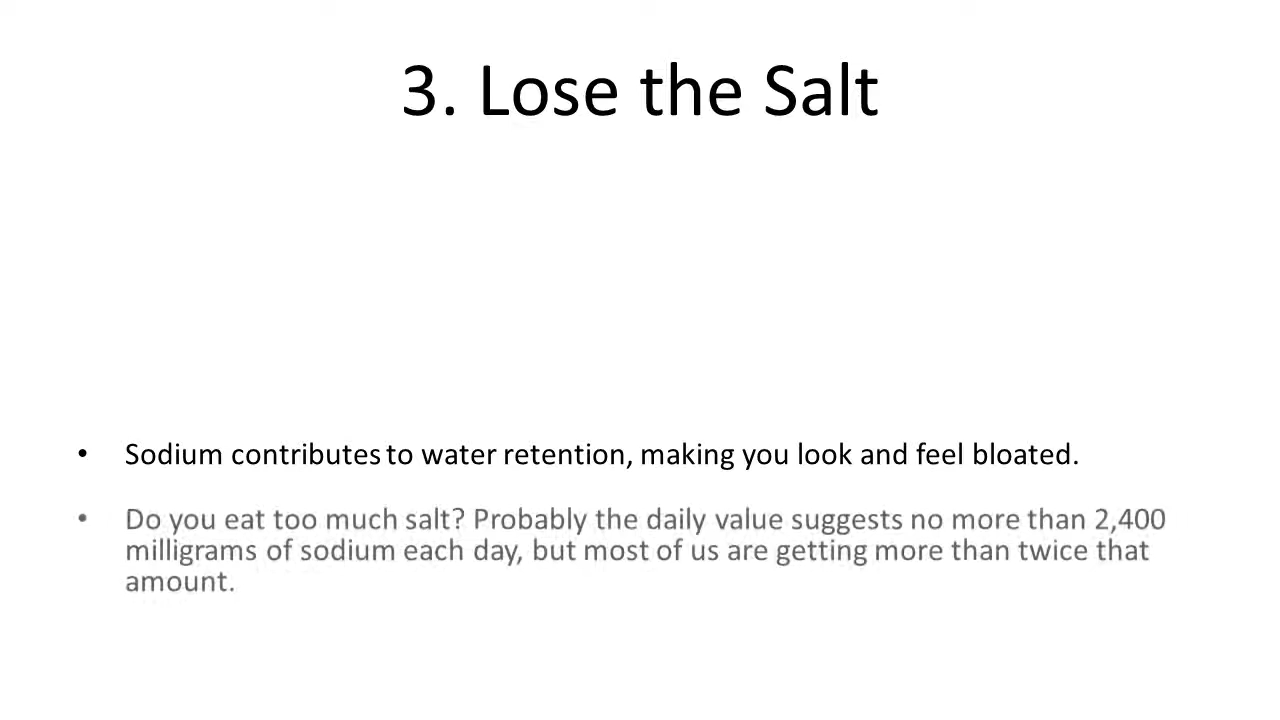 3. Lose the Salt
• Sodium contributes to water retention, making you look and feel bloated.
• Do you eat too much salt? Probably the daily value suggests no more than 2,400
milligrams of sodium each day, but most of us are getting more than twice that
amount.